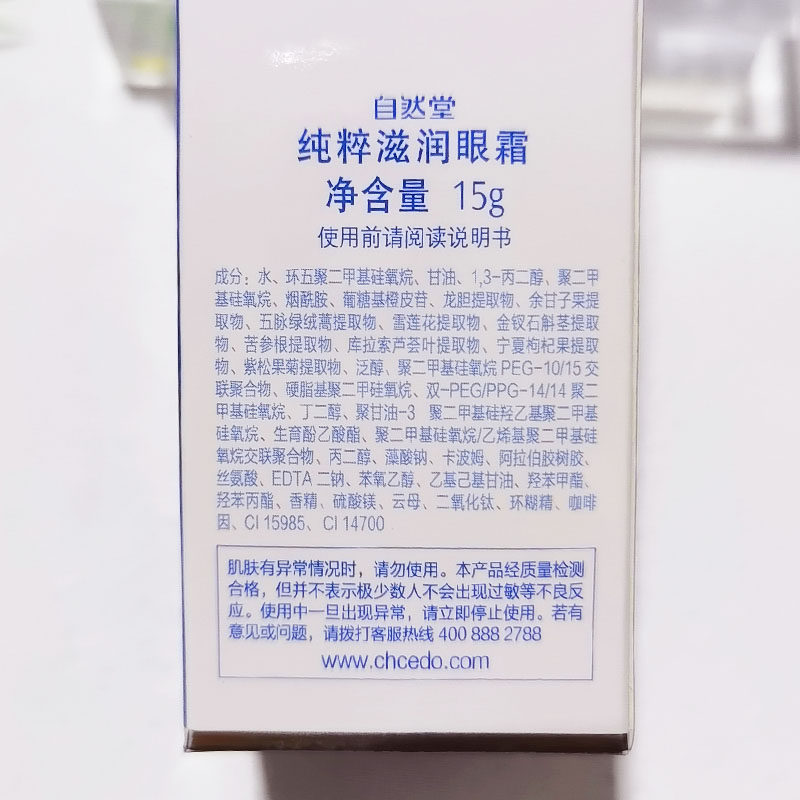 自然堂
纯粹滋润眼霜
净含量 15g
使用前请阅读说明书
成分：水、环五聚二甲基硅氧烷、甘油、1,3-丙二醇、聚二甲
基硅氧烷、烟酰胺、葡糖基橙皮苷、龙胆提取物、余甘子果提
取物、五脉绿绒蒿提取物、雪莲花提取物、金钗石斛茎提取
物、苦参根提取物、库拉索芦荟叶提取物、宁夏枸杞果提取
物、紫松果菊提取物、泛醇、聚二甲基硅氧烷 PEG-10/15 交
联聚合物、硬脂基聚二甲硅氧烷、双-PEG/PPG-14/14 聚二
甲基硅氧烷、丁二醇、聚甘油-3 聚二甲基硅羟乙基聚二甲基
硅氧烷、生育酚乙酸酯、聚二甲基硅氧烷/乙烯基聚二甲基硅
氧烷交联聚合物、丙二醇、藻酸钠、卡波姆、阿拉伯胶树胶、
丝氨酸、EDTA 二钠、苯氧乙醇、乙基己基甘油、羟苯甲酯、
羟苯丙酯、香精、硫酸镁、云母、二氧化钛、环糊精、咖啡
因、CI 15985、CI 14700
肌肤有异常情况时，请勿使用。本产品经质量检测
合格，但并不表示极少数人不会出现过敏等不良反
应。使用中一旦出现异常，请立即停止使用。若有
意见或问题，请拨打客服热线 400 888 2788
www.chcedo.com